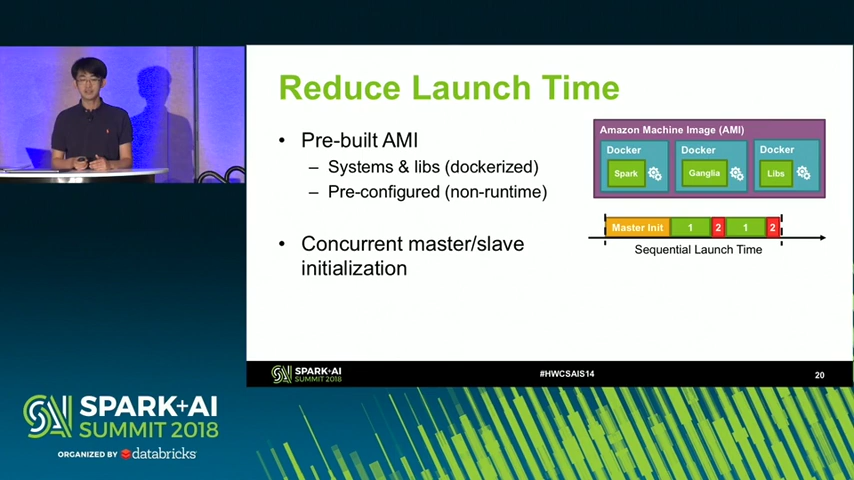 Reduce Launch Time
• Pre-built AMI
– Systems & libs (dockerized)
– Pre-configured (non-runtime)
• Concurrent master/slave
initialization
Amazon Machine Image (AMI)
Docker
Docker
Docker
Spark
Ganglia
Libs
Master Init
1
2
1
2
Sequential Launch Time
SPARK+AI
SUMMIT 2018
#HWCSAIS14
20
SPARK+AI
SUMMIT 2018
ORGANIZED BY databricks